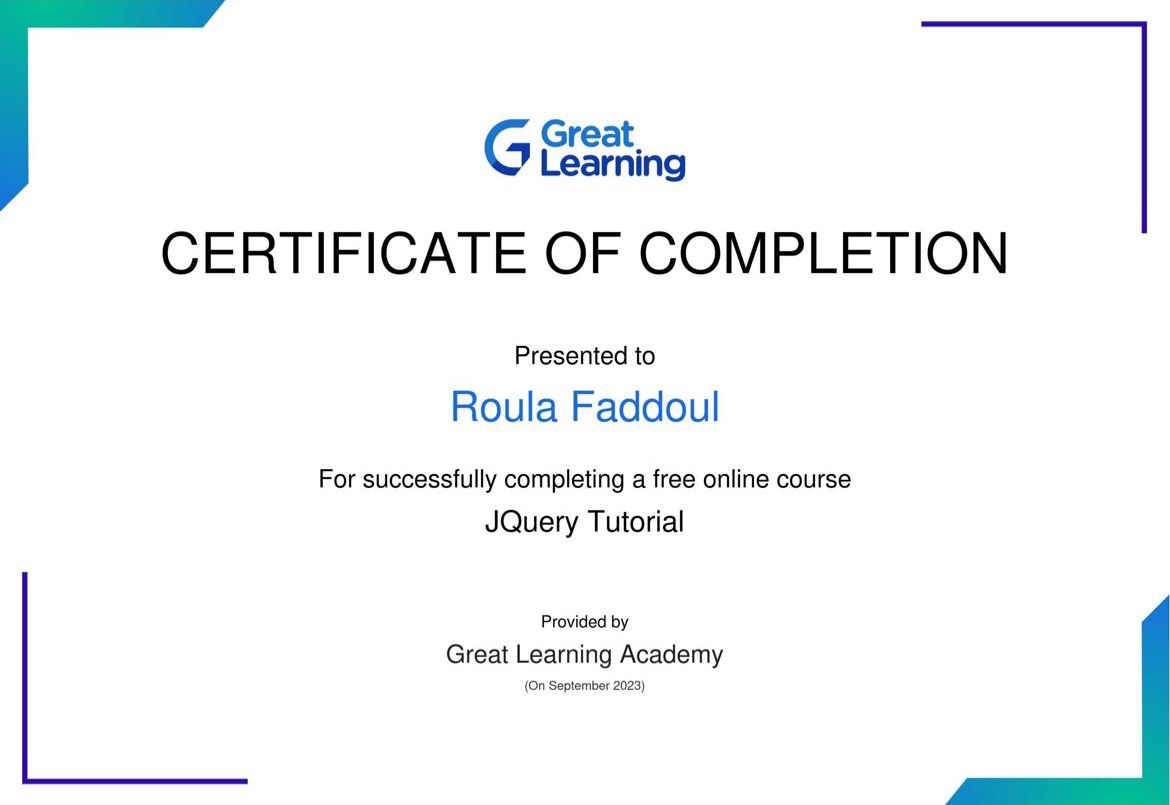 Great
Learning
CERTIFICATE OF COMPLETION
Presented to
Roula Faddoul
For successfully completing a free online course
JQuery Tutorial
Provided by
Great Learning Academy
(On September 2023)